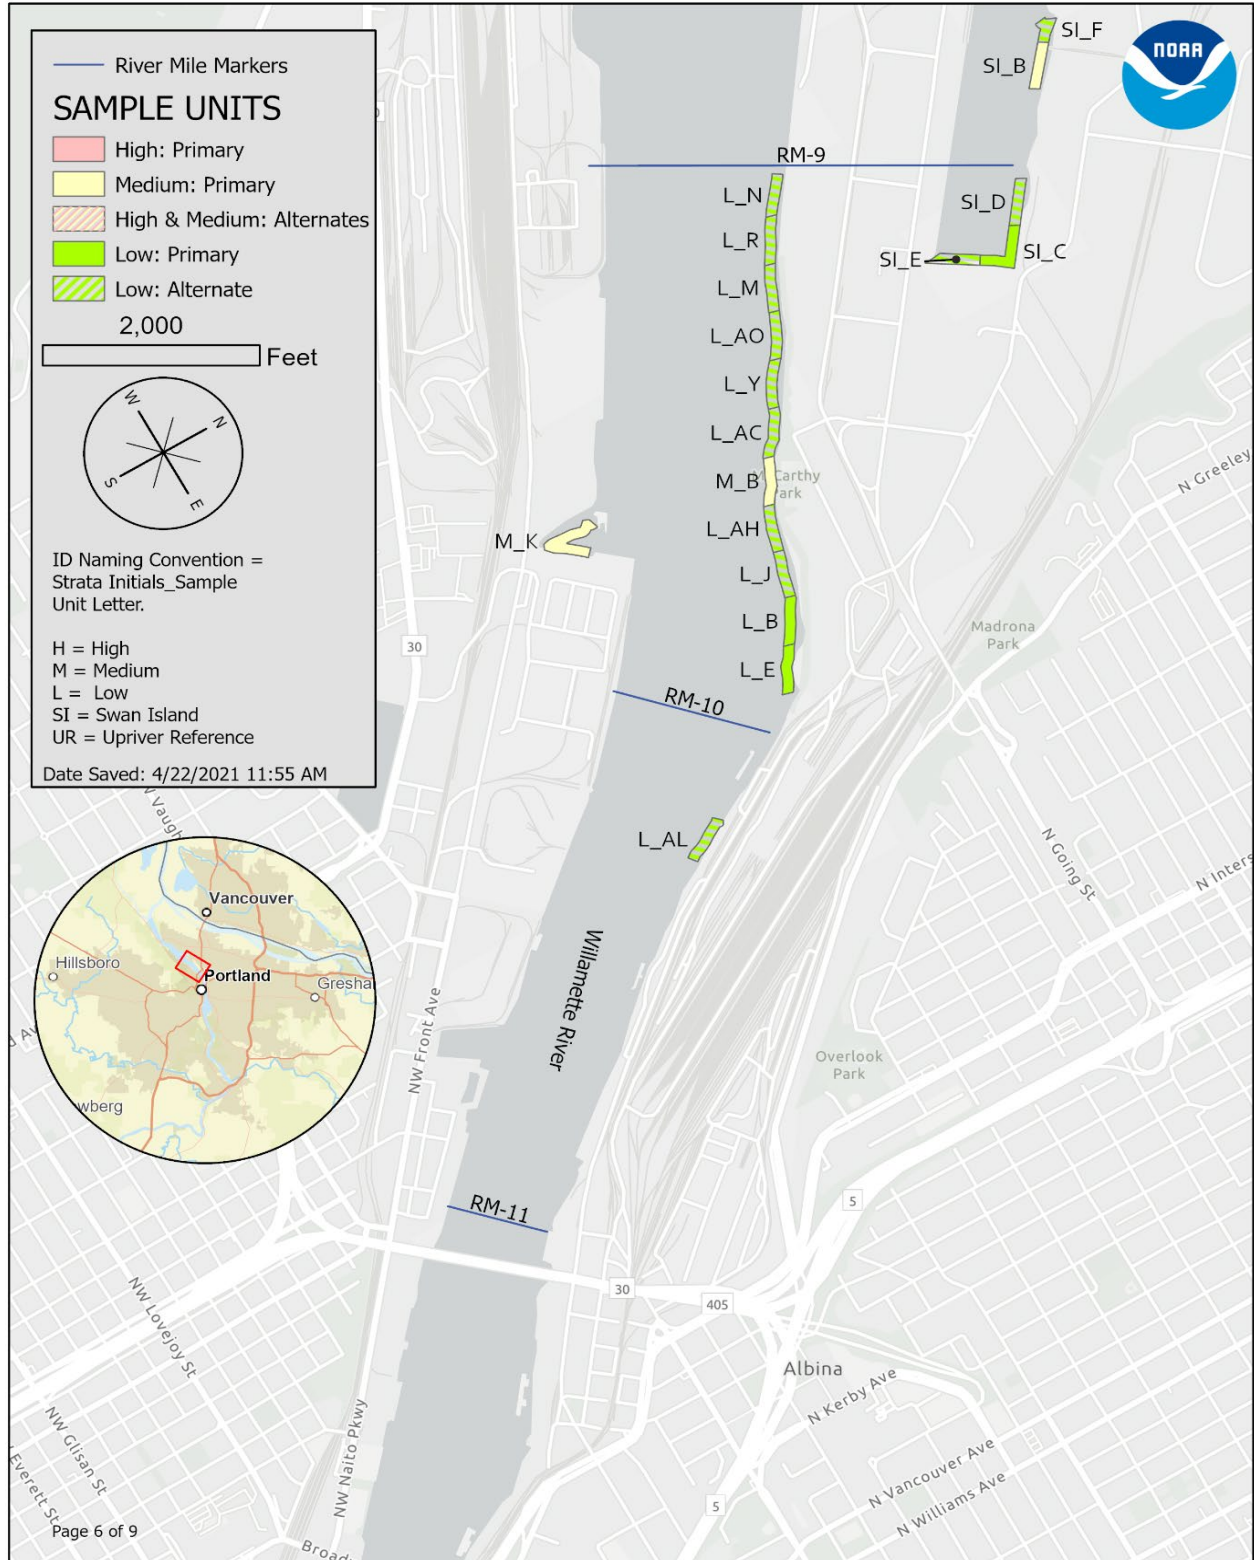 River Mile Markers
SAMPLE UNITS
High: Primary
Medium: Primary
High & Medium: Alternates
Low: Primary
Low: Alternate
2,000
Feet
W
N
S
E
ID Naming Convention =
Strata Initials_Sample
Unit Letter.
H = High
M = Medium
L = Low
SI = Swan Island
UR = Upriver Reference
Date Saved: 4/22/2021 11:55 AM
NOAA
SI_F
SI_B
RM-9
L_N
SI_D
L_R
SI_E
SI_C
L_M
L_AO
L_Y
L_AC
M_B
McCarthy
Park
N Greeley
L_AH
M_K
L_J
L_B
Madrona
Park
30
L_E
RM-10
L_AL
N Going St
N Inters
W Vaugh
Vancouver
Hillsboro
Portland
Gresha
wberg
Willamette River
NW Front Ave
Overlook
Park
5
RM-11
30
405
NW Lovejoy St
Albina
N Kerby Ave
NW Glisan St
NW Naito Pkwy
N Vancouver Ave
N Williams Ave
Everett St
5
Page 6 of 9
Broad